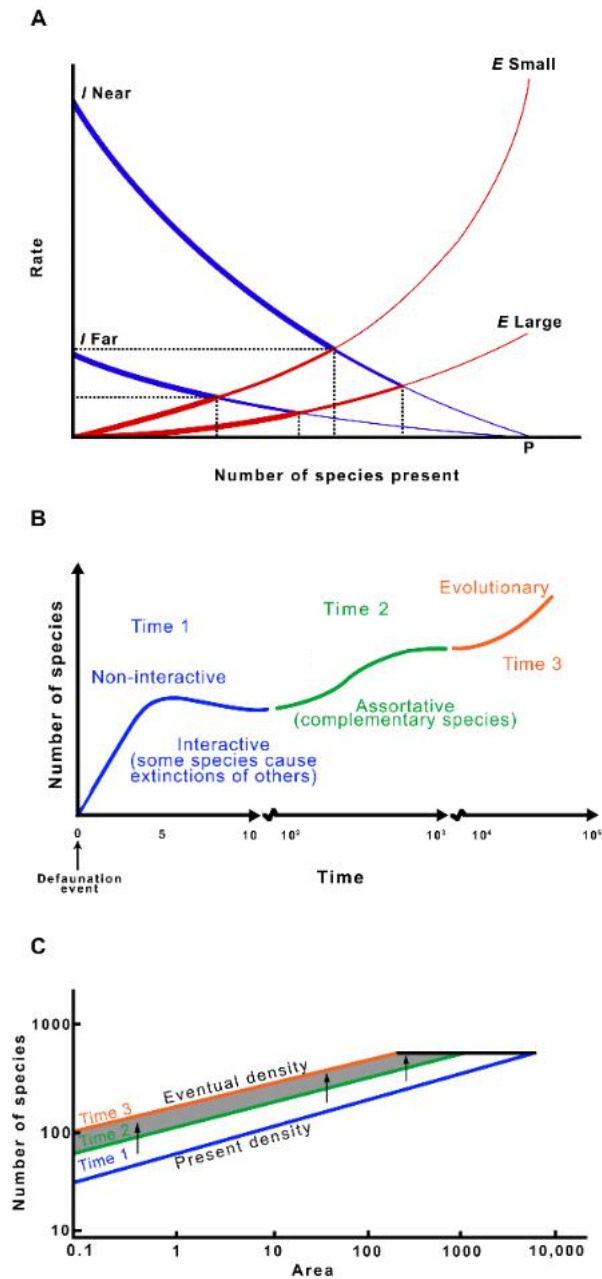 A
I Near
E Small
Rate
I Far
E Large
P
Number of species present
B
Number of species
Time 1
Time 2
Evolutionary
Time 3
Non-interactive
Interactive
(some species cause
extinctions of others)
Assortative
(complementary species)
0
5
10
10²
10³
10⁴
10⁵
Defaunation
event
Time
C
Number of species
1000
100
10
Time 3
Time 2
Time 1
Eventual density
Present density
0.1
1
10
100
1000
10,000
Area